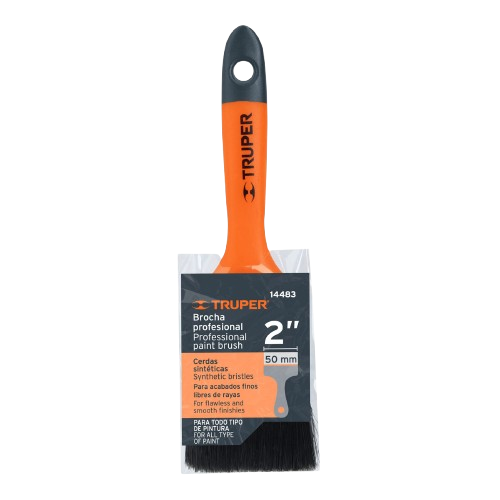 TRUPER
14483
TRUPER®
Brocha
profesional
Professional
paint brush
2"
50 mm
Cerdas
sintéticas
Synthetic bristles
Para acabados finos
libres de rayas
For flawless and
smooth finishies
PARA TODO TIPO
DE PINTURA
FOR ALL TYPE
OF PAINT